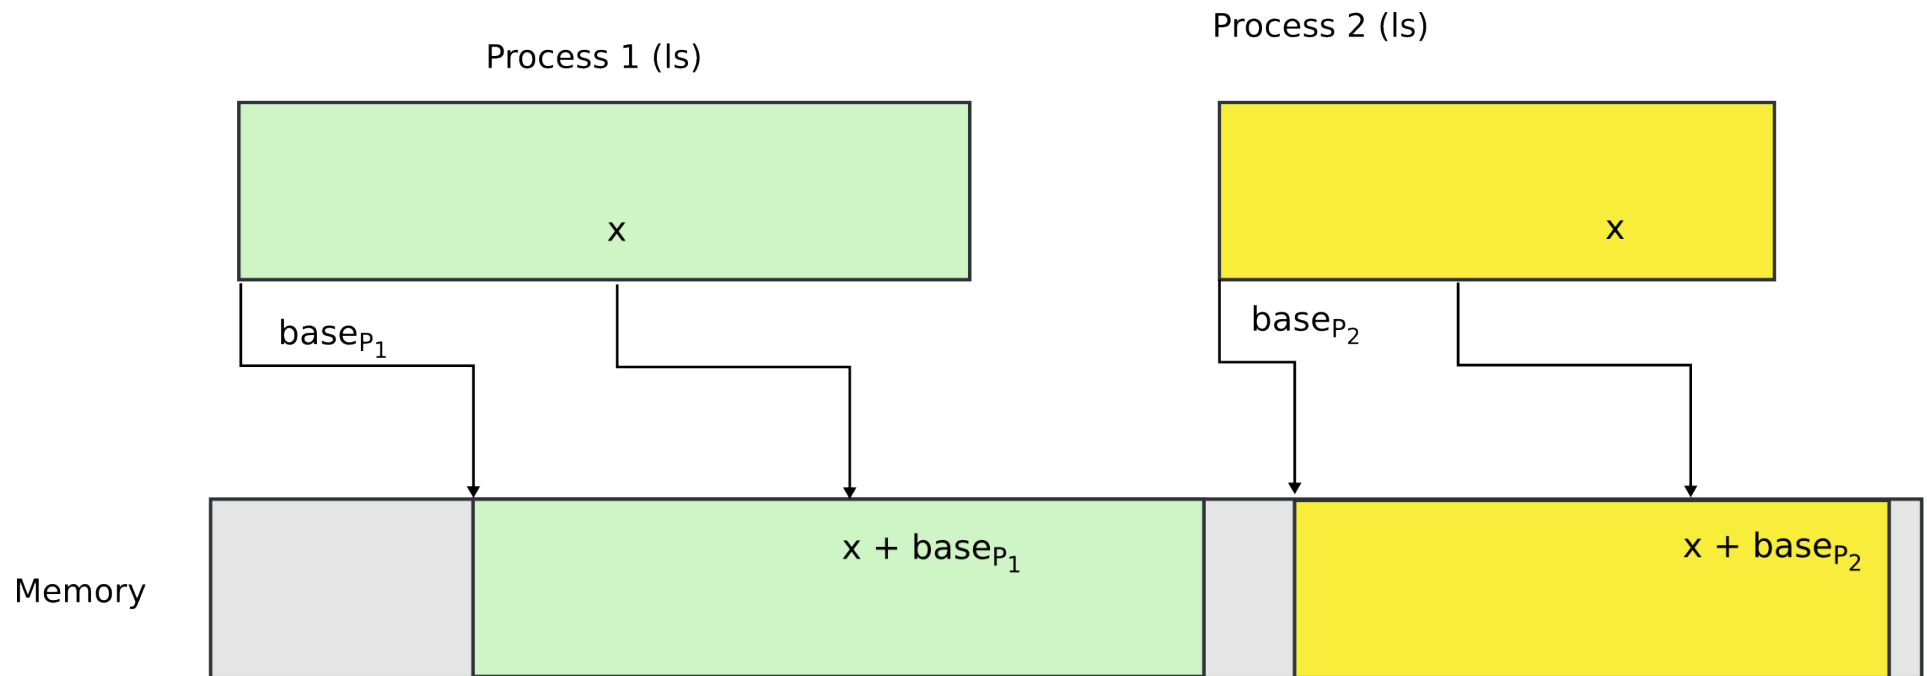 Process 1 (ls)
Process 2 (ls)
x
x
baseP1
baseP2
x + baseP1
x + baseP2
Memory